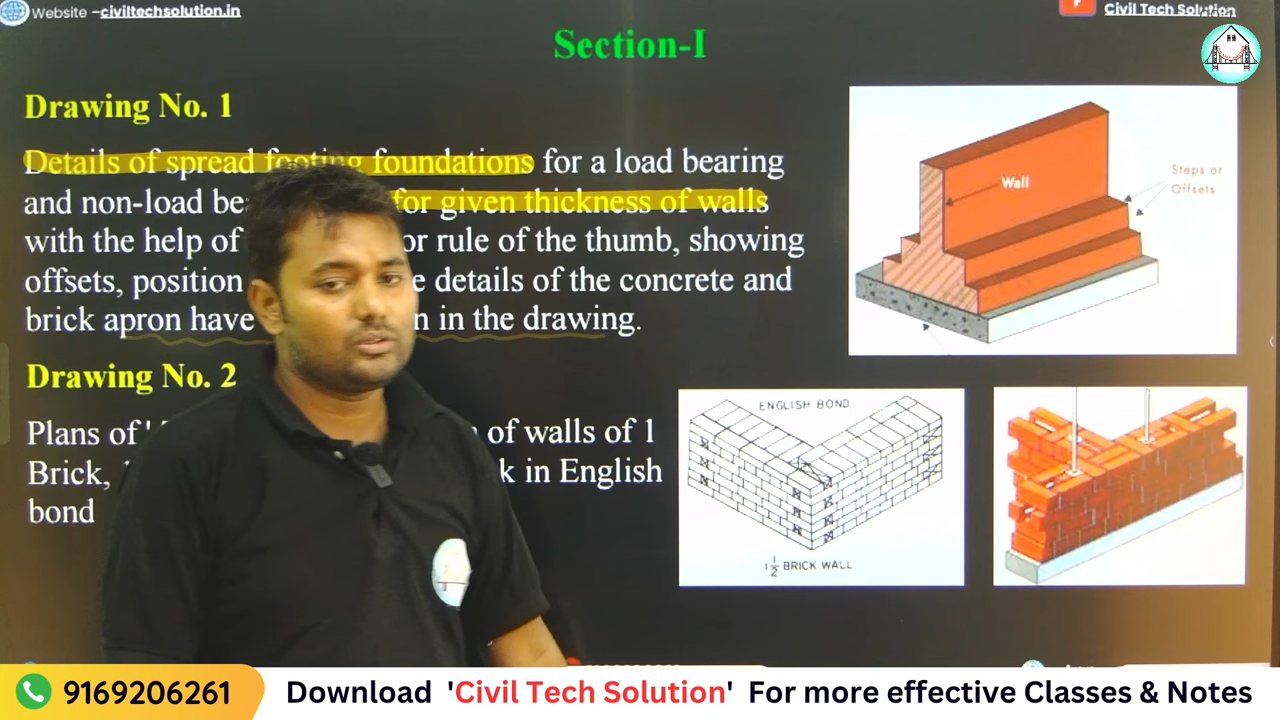 Website -civiltechsolution.in
Civil Tech Solution
Section-I
Drawing No. 1
Details of spread footing foundations for a load bearing
and non-load be for given thickness of walls
with the help of or rule of the thumb, showing
offsets, position details of the concrete and
brick apron have in the drawing.
Wall
Steps or
Offsets
Drawing No. 2
Plans of of walls of 1
Brick, in English
bond
ENGLISH BOND
1 1/2 BRICK WALL
9169206261
Download 'Civil Tech Solution' For more effective Classes & Notes